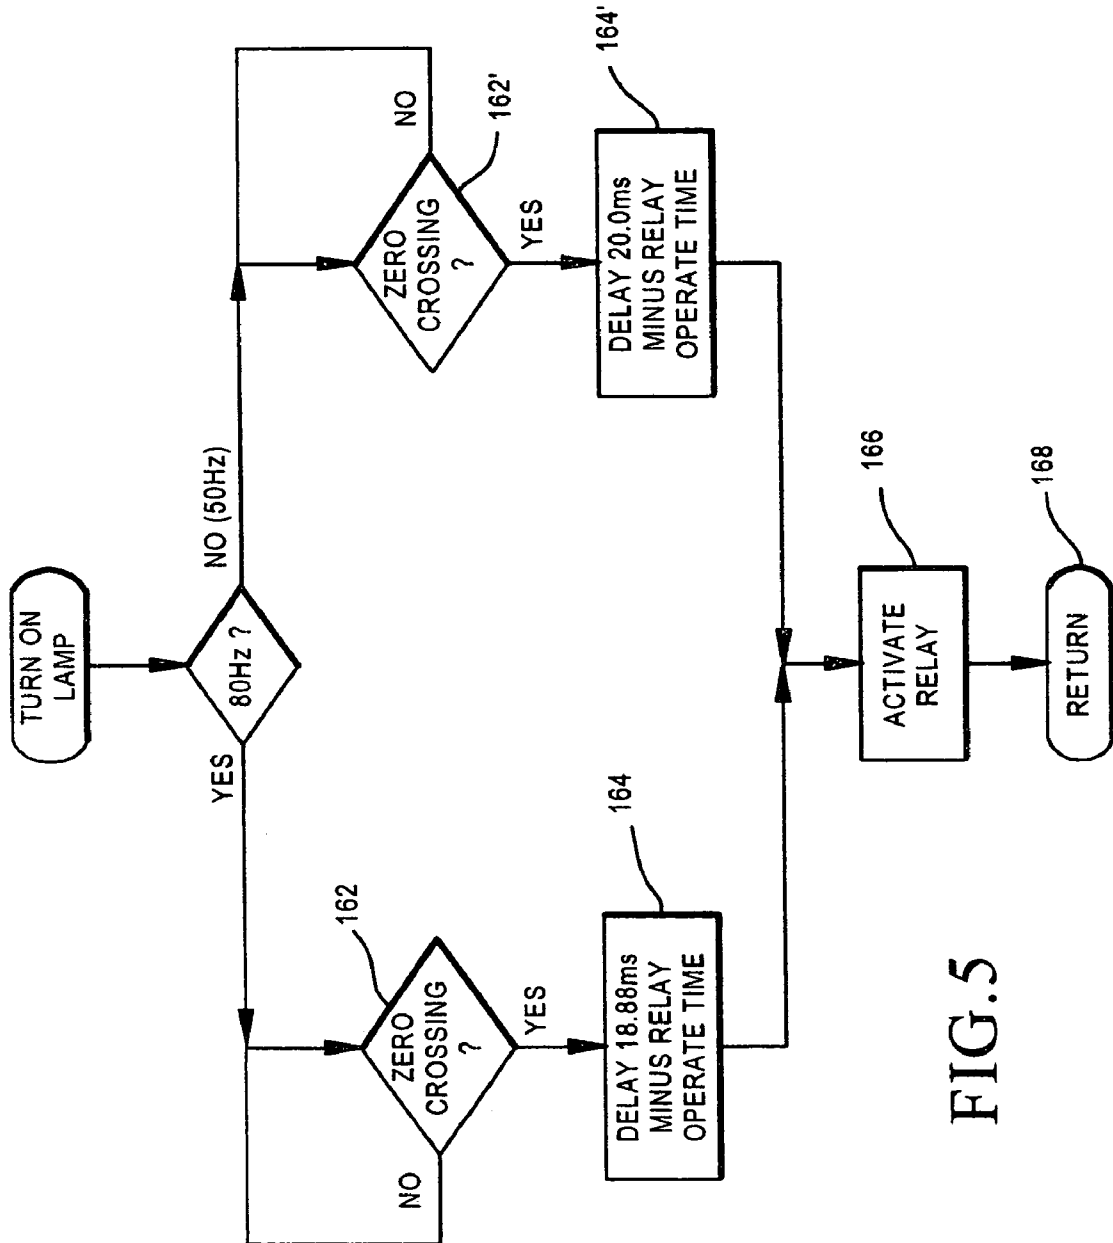 TURN ON
LAMP
80Hz ?
YES
NO (50Hz)
ZERO
CROSSING
?
162
NO
YES
ZERO
CROSSING
?
162'
NO
YES
DELAY 18.88ms
MINUS RELAY
OPERATE TIME
164
DELAY 20.0ms
MINUS RELAY
OPERATE TIME
164'
ACTIVATE
RELAY
166
RETURN
168
FIG.5